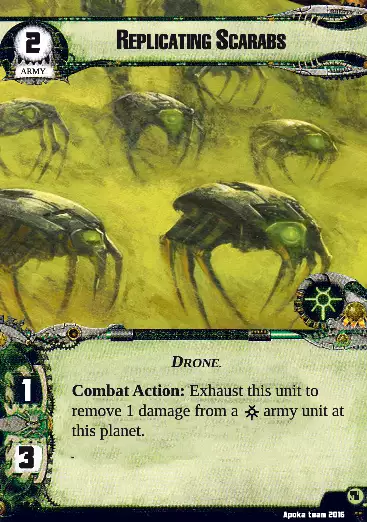 2
REPLICATING SCARABS
ARMY
DRONE.
1
Combat Action: Exhaust this unit to
remove 1 damage from a army unit at
this planet.
3
Apoka team 2016